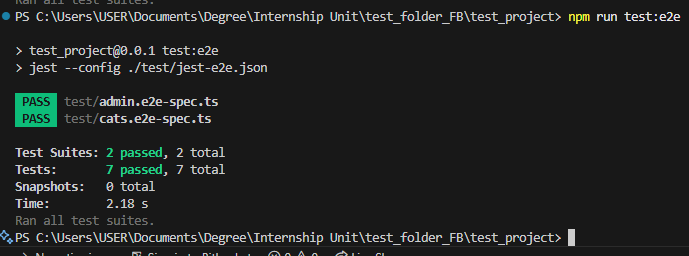 Ran all test suites.
PS C:\Users\USER\Documents\Degree\Internship Unit\test_folder_FB\test_project> npm run test:e2e
> test_project@0.0.1 test:e2e
> jest --config ./test/jest-e2e.json
PASS test/admin.e2e-spec.ts
PASS test/cats.e2e-spec.ts
Test Suites: 2 passed, 2 total
Tests: 7 passed, 7 total
Snapshots: 0 total
Time: 2.18 s
Ran all test suites.
PS C:\Users\USER\Documents\Degree\Internship Unit\test_folder_FB\test_project>